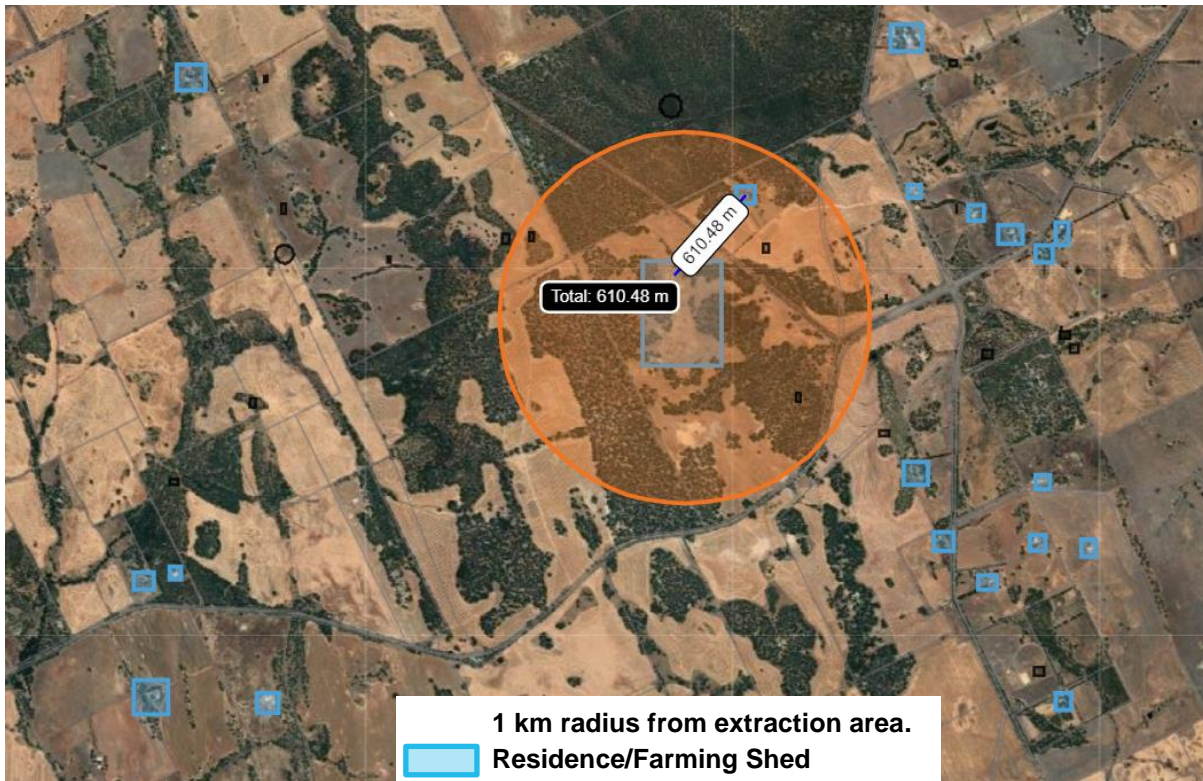 610.48 m
Total: 610.48 m
1 km radius from extraction area.
Residence/Farming Shed